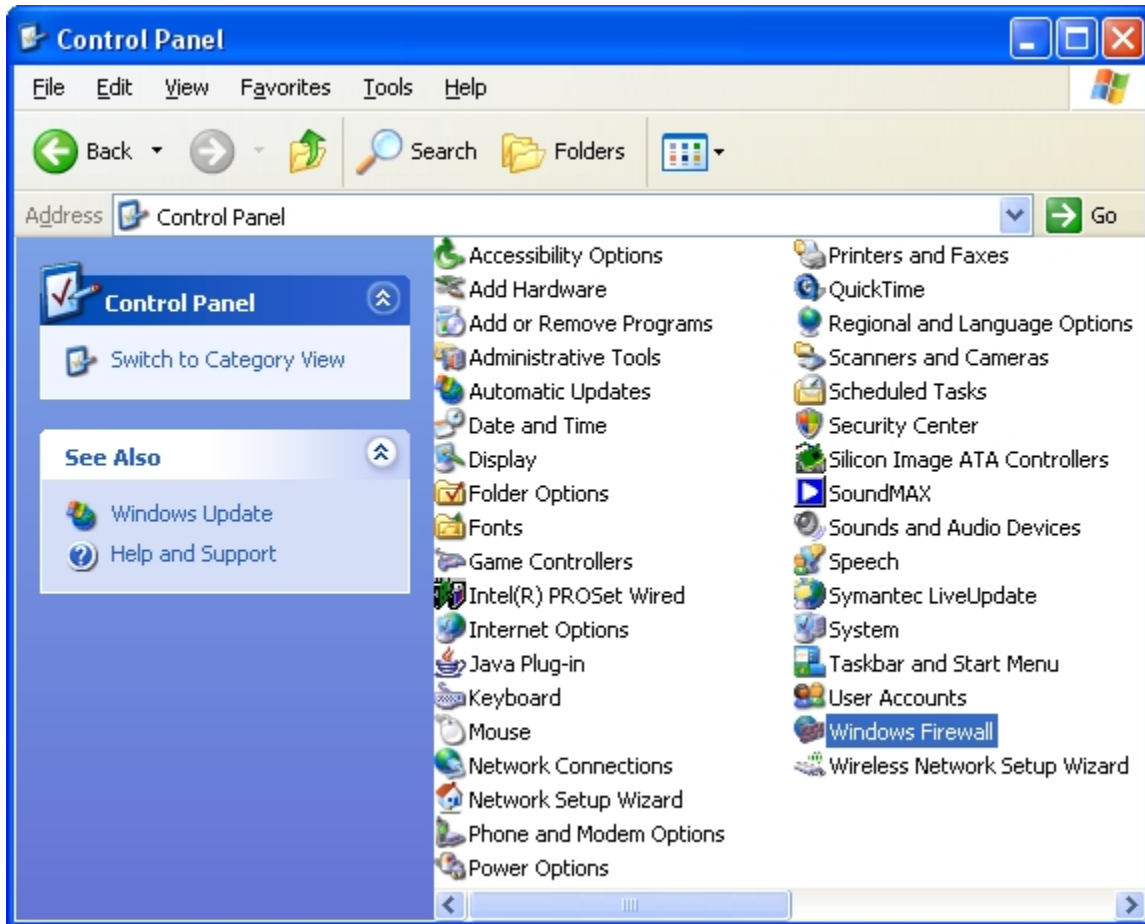 Control Panel
File Edit View Favorites Tools Help
Back Search Folders
Address Control Panel Go
Control Panel
Switch to Category View
See Also
Windows Update
Help and Support
Accessibility Options
Add Hardware
Add or Remove Programs
Administrative Tools
Automatic Updates
Date and Time
Display
Folder Options
Fonts
Game Controllers
Intel(R) PROSet Wired
Internet Options
Java Plug-in
Keyboard
Mouse
Network Connections
Network Setup Wizard
Phone and Modem Options
Power Options
Printers and Faxes
QuickTime
Regional and Language Options
Scanners and Cameras
Scheduled Tasks
Security Center
Silicon Image ATA Controllers
SoundMAX
Sounds and Audio Devices
Speech
Symantec LiveUpdate
System
Taskbar and Start Menu
User Accounts
Windows Firewall
Wireless Network Setup Wizard